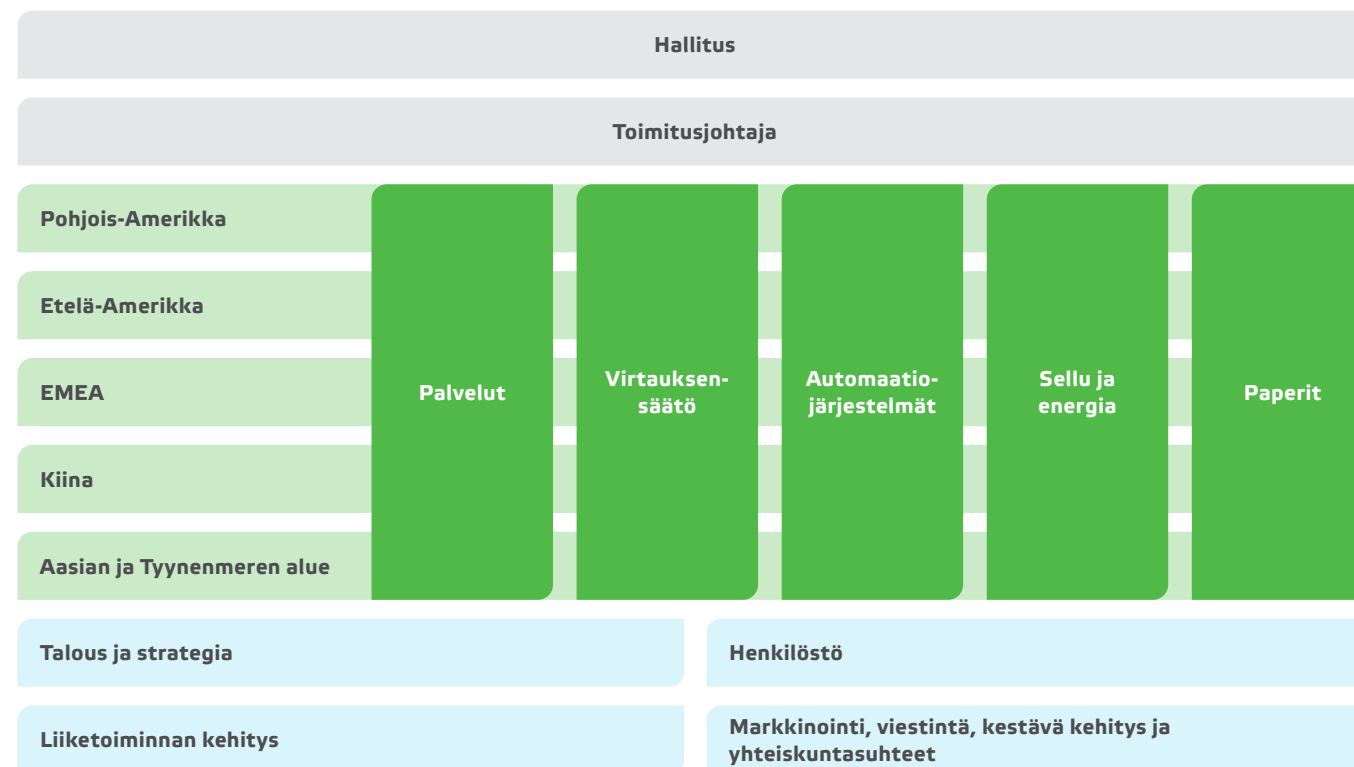 Hallitus
Toimitusjohtaja
Pohjois-Amerikka
Etelä-Amerikka
EMEA
Kiina
Aasian ja Tyynenmeren alue
Palvelut
Virtauksen-
säätö
Automaatio-
järjestelmät
Sellu ja
energia
Paperit
Talous ja strategia
Henkilöstö
Liiketoiminnan kehitys
Markkinointi, viestintä, kestävä kehitys ja
yhteiskuntasuhteet